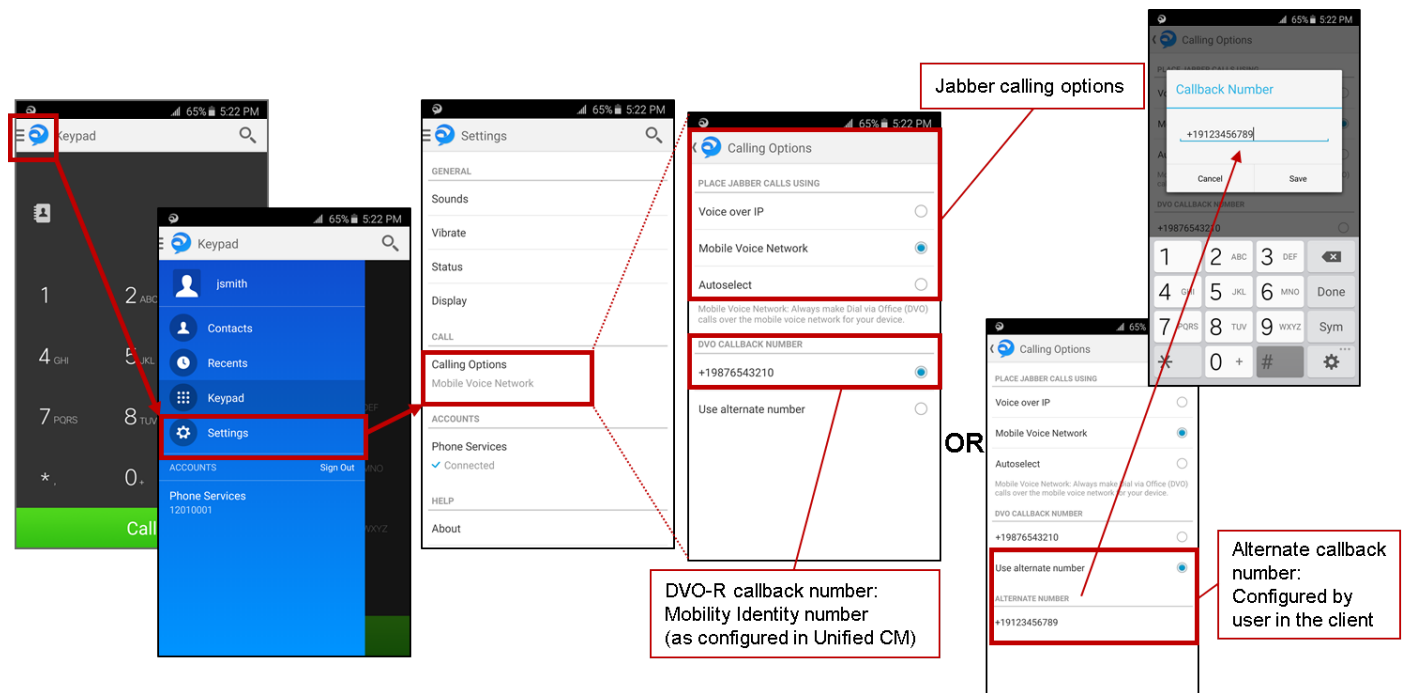 65% 5:22 PM
Keypad
1
2 ABC
4 GHI
5 JKL
7 PQRS
8 TUV
*
0 +
Call
65% 5:22 PM
Keypad
jsmith
Contacts
Recents
Keypad
Settings
ACCOUNTS Sign Out
Phone Services
12010001
DEF
MNO
WXYZ
65% 5:22 PM
Settings
GENERAL
Sounds
Vibrate
Status
Display
CALL
Calling Options
Mobile Voice Network
ACCOUNTS
Phone Services
Connected
HELP
About
65% 5:22 PM
Calling Options
PLACE JABBER CALLS USING
Voice over IP
Mobile Voice Network
Autoselect
Mobile Voice Network: Always make Dial via Office (DVO)
calls over the mobile voice network for your device.
DVO CALLBACK NUMBER
+19876543210
Use alternate number
Jabber calling options
DVO-R callback number:
Mobility Identity number
(as configured in Unified CM)
OR
65%
Calling Options
PLACE JABBER CALLS USING
Voice over IP
Mobile Voice Network
Autoselect
Mobile Voice Network: Always make Dial via Office (DVO)
calls over the mobile voice network for your device.
DVO CALLBACK NUMBER
+19876543210
Use alternate number
ALTERNATE NUMBER
+19123456789
65% 5:22 PM
Calling Options
PLACE JABBER CALLS USING
Callback Number
+19123456789
Cancel Save
DVO CALLBACK NUMBER
+19876543210
1 2 ABC 3 DEF
4 GHI 5 JKL 6 MNO Done
7 PQRS 8 TUV 9 WXYZ Sym
* 0 + #
Alternate callback
number:
Configured by
user in the client